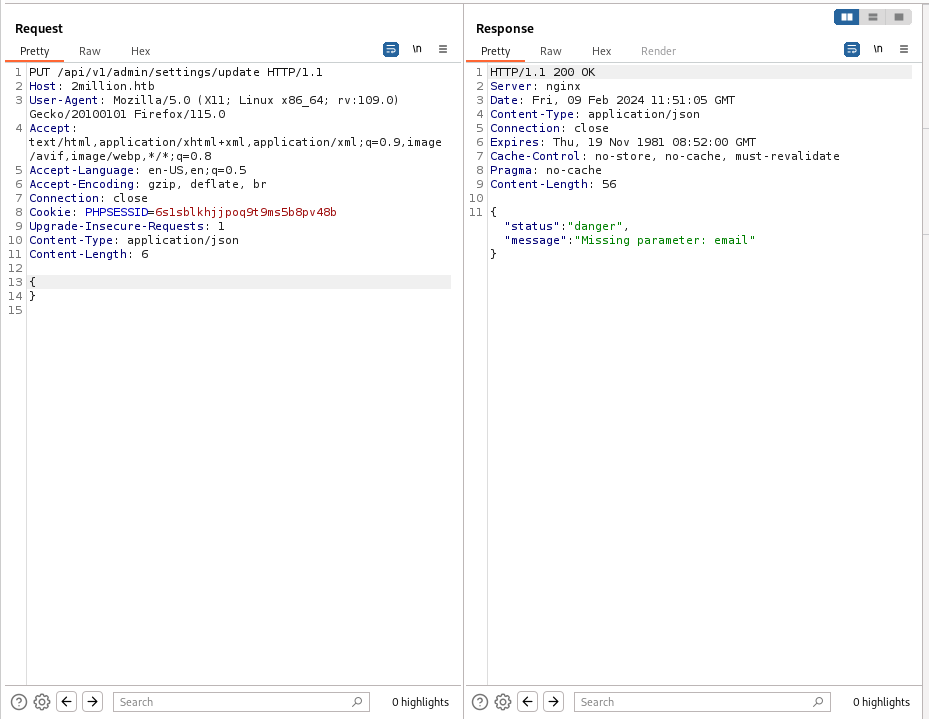 Request
Pretty Raw Hex \n
1 PUT /api/v1/admin/settings/update HTTP/1.1
2 Host: 2million.htb
3 User-Agent: Mozilla/5.0 (X11; Linux x86_64; rv:109.0)
Gecko/20100101 Firefox/115.0
4 Accept:
text/html,application/xhtml+xml,application/xml;q=0.9,image
/avif,image/webp,*/*;q=0.8
5 Accept-Language: en-US,en;q=0.5
6 Accept-Encoding: gzip, deflate, br
7 Connection: close
8 Cookie: PHPSESSID=6s1sblkhjjpoq9t9ms5b8pv48b
9 Upgrade-Insecure-Requests: 1
10 Content-Type: application/json
11 Content-Length: 6
12
13 {
14 }
15
? Search 0 highlights
Response
Pretty Raw Hex Render \n
1 HTTP/1.1 200 OK
2 Server: nginx
3 Date: Fri, 09 Feb 2024 11:51:05 GMT
4 Content-Type: application/json
5 Connection: close
6 Expires: Thu, 19 Nov 1981 08:52:00 GMT
7 Cache-Control: no-store, no-cache, must-revalidate
8 Pragma: no-cache
9 Content-Length: 56
10
11 {
"status":"danger",
"message":"Missing parameter: email"
}
? Search 0 highlights